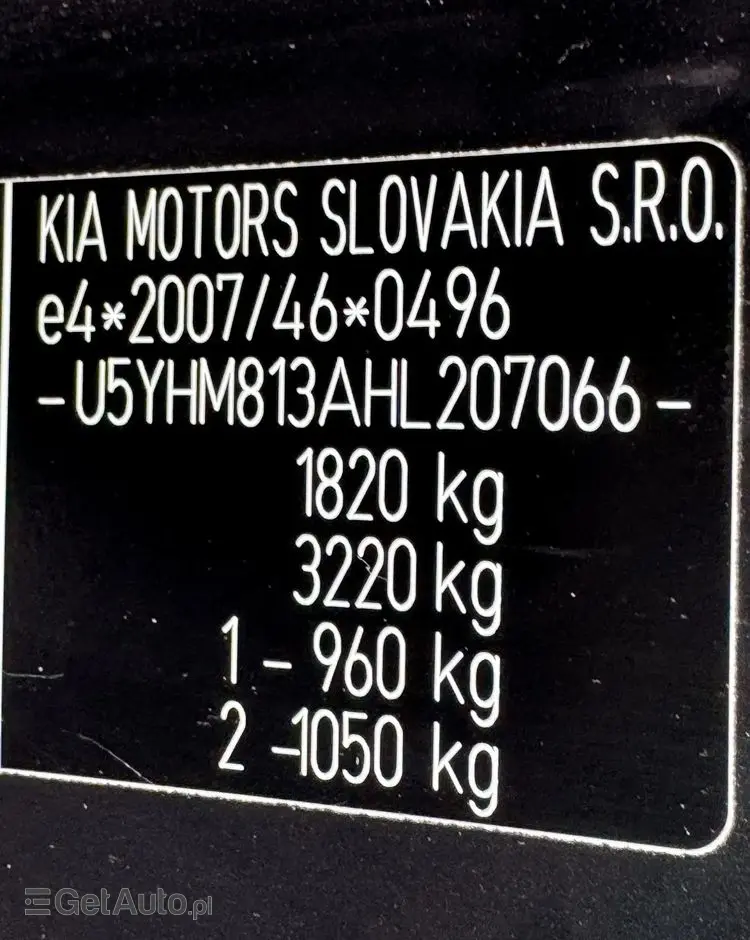 KIA MOTORS SLOVAKIA S.R.O.
e4*2007/46*0496
-U5YHM813AHL207066-
1820 kg
3220 kg
1 - 960 kg
2 -1050 kg
GetAuto.pl